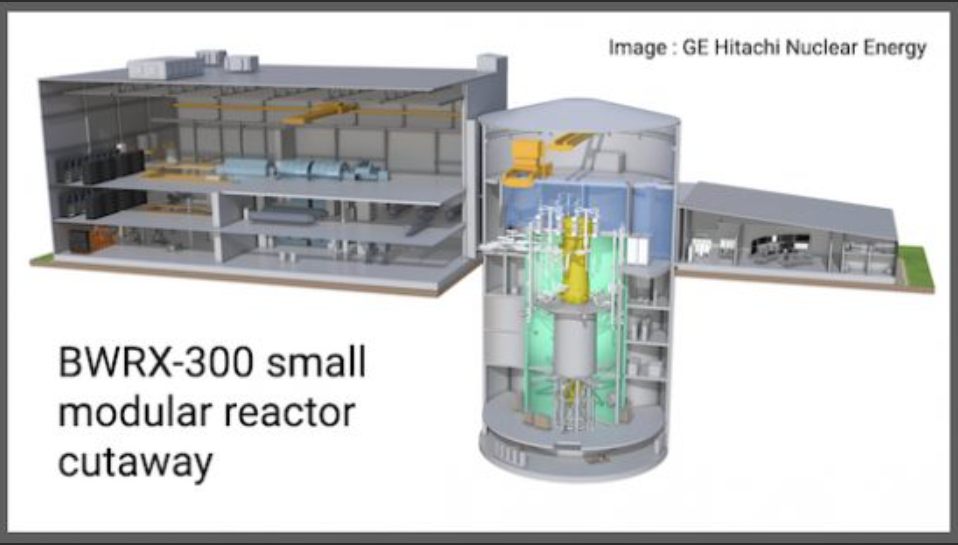 Image : GE Hitachi Nuclear Energy
BWRX-300 small
modular reactor
cutaway